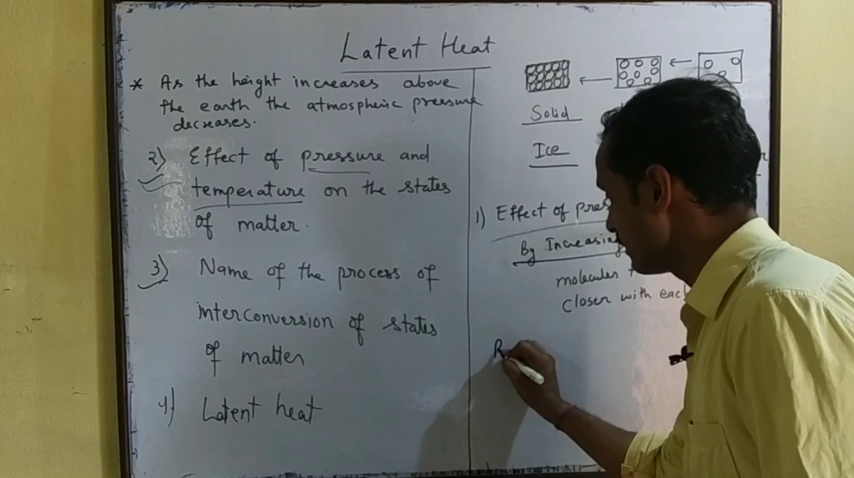 Latent Heat
* As the height increases above
the earth the atmospheric pressure
decreases.
2) Effect of pressure and
temperature on the states
of matter.
3) Name of the process of
interconversion of states
of matter
4) Latent heat
Solid
Ice
1) Effect of pres
By Increasing
molecules
closer with eac